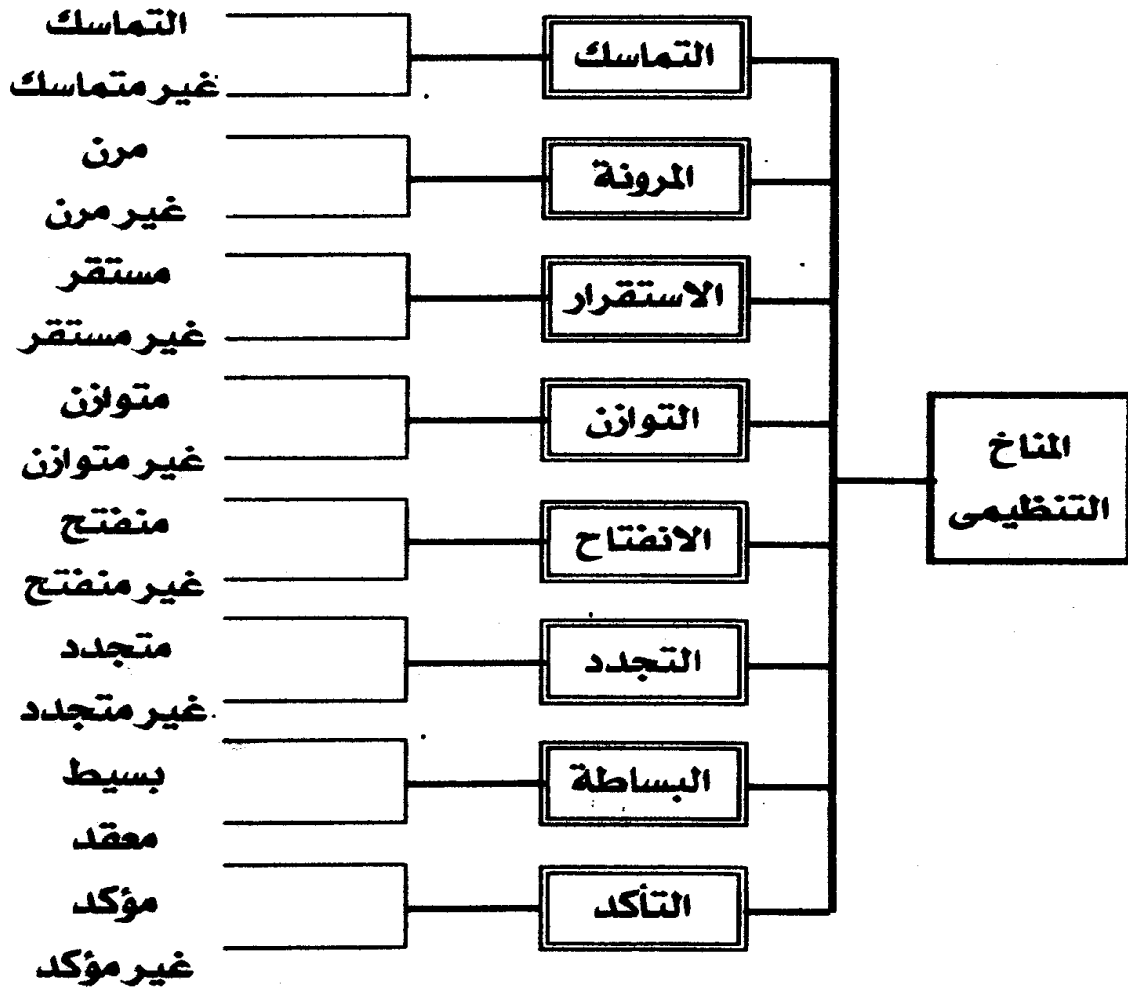 المناخ
التنظيمى
التماسك
التماسك
غير متماسك
المرونة
مرن
غير مرن
الاستقرار
مستقر
غير مستقر
التوازن
متوازن
غير متوازن
الانفتاح
منفتح
غير منفتح
التجدد
متجدد
غير متجدد
البساطة
بسيط
معقد
التأكد
مؤكد
غير مؤكد